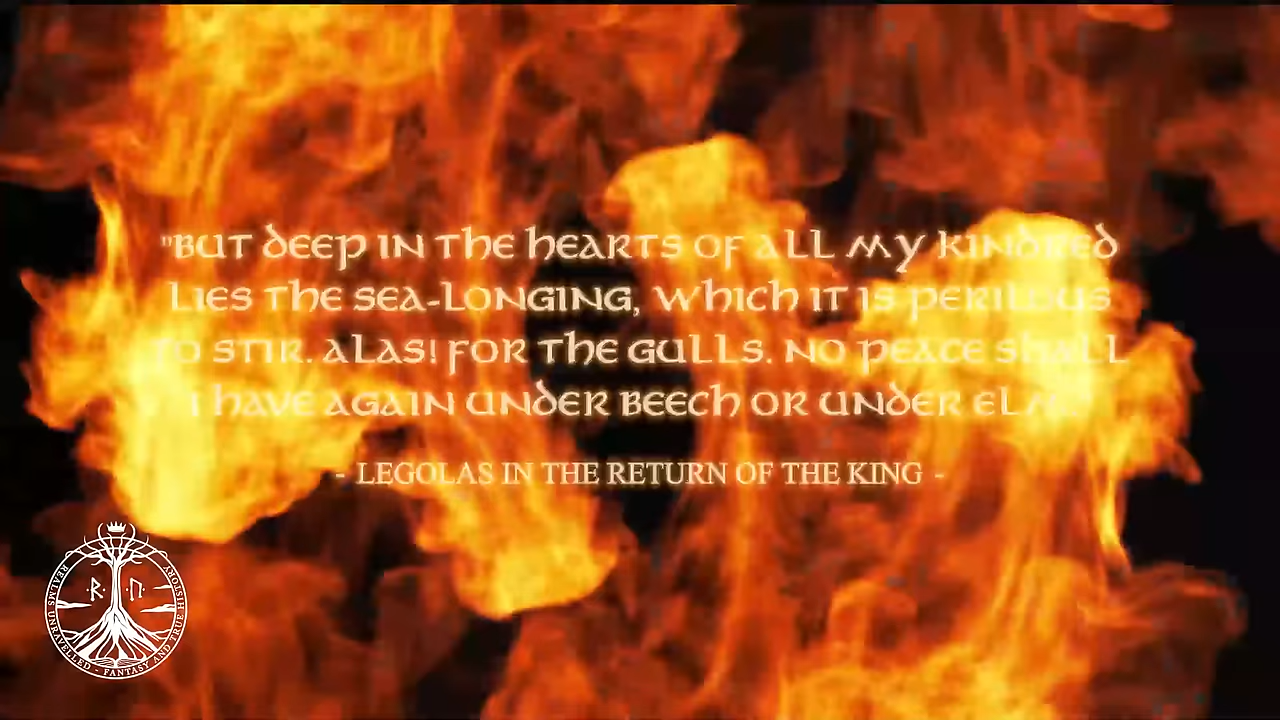 "BUT DEEP IN THE HEARTS OF ALL MY KINDRED
LIES THE SEA-LONGING, WHICH IT IS PERILOUS
TO STIR. ALAS! FOR THE GULLS. NO PEACE SHALL
I HAVE AGAIN UNDER BEECH OR UNDER ELM.
- LEGOLAS IN THE RETURN OF THE KING -
R U
REALMS UNRAVELLED - FANTASY AND TRUE HISTORY